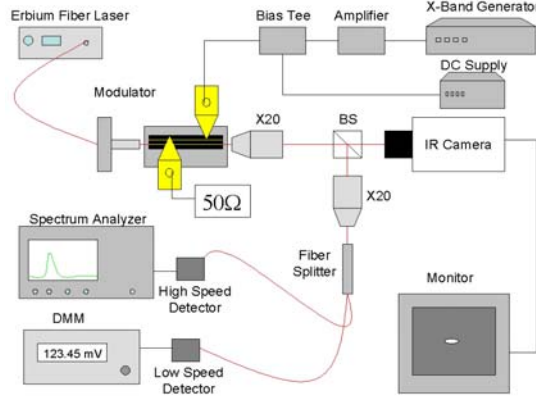 Erbium Fiber Laser
Bias Tee
Amplifier
X-Band Generator
DC Supply
Modulator
X20
BS
IR Camera
50Ω
X20
Spectrum Analyzer
High Speed
Detector
Fiber
Splitter
Monitor
DMM
123.45 mV
Low Speed
Detector